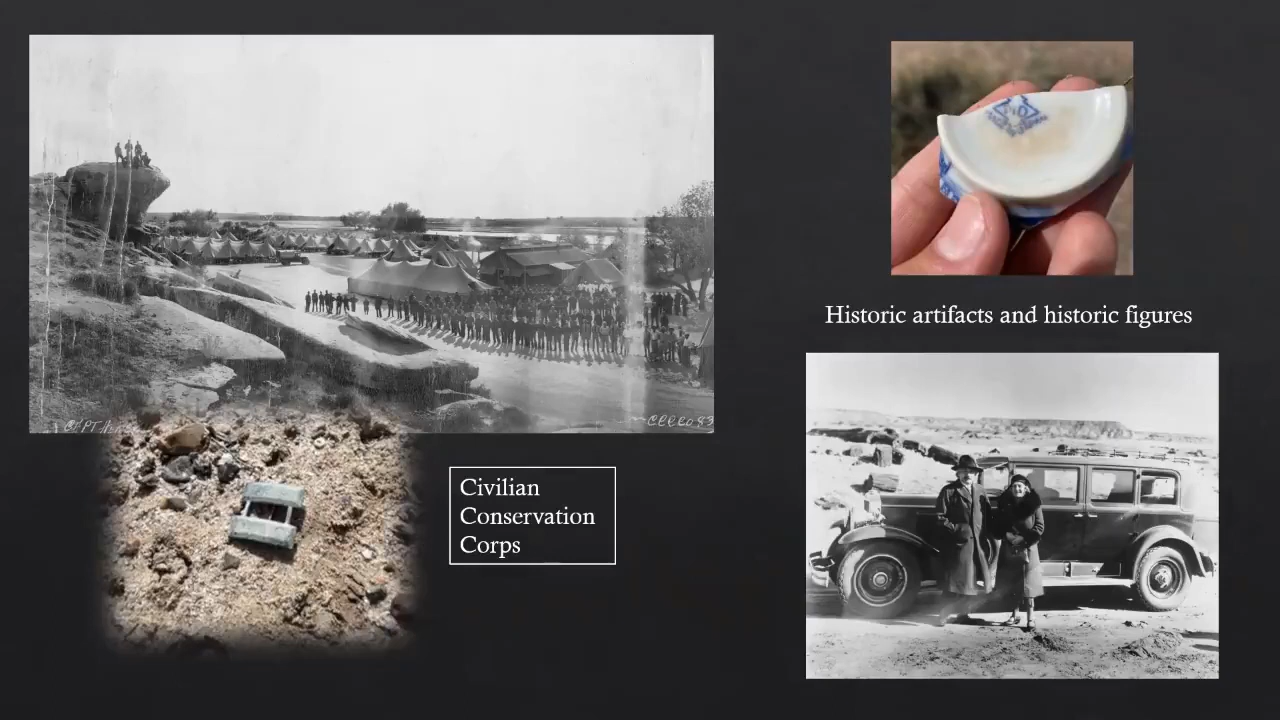 Historic artifacts and historic figures
Civilian
Conservation
Corps